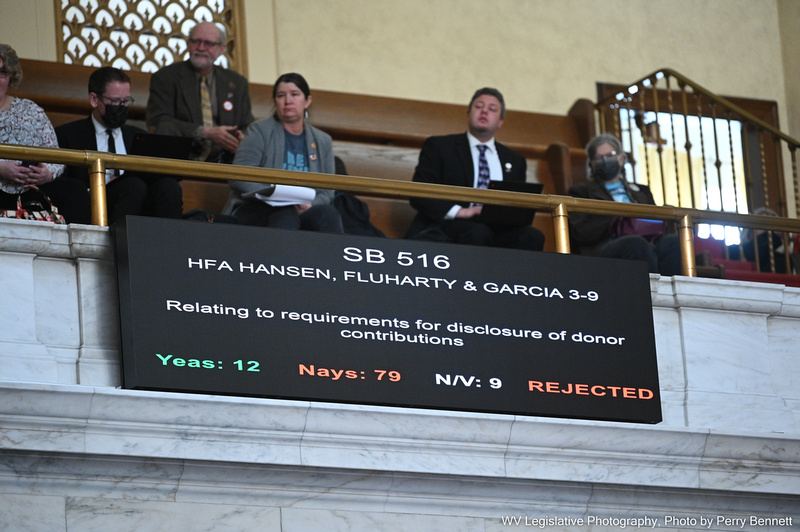 SB 516
HFA HANSEN, FLUHARTY & GARCIA 3-9
Relating to requirements for disclosure of donor
contributions
Yeas: 12 Nays: 79 N/V: 9 REJECTED
WV Legislative Photography, Photo by Perry Bennett